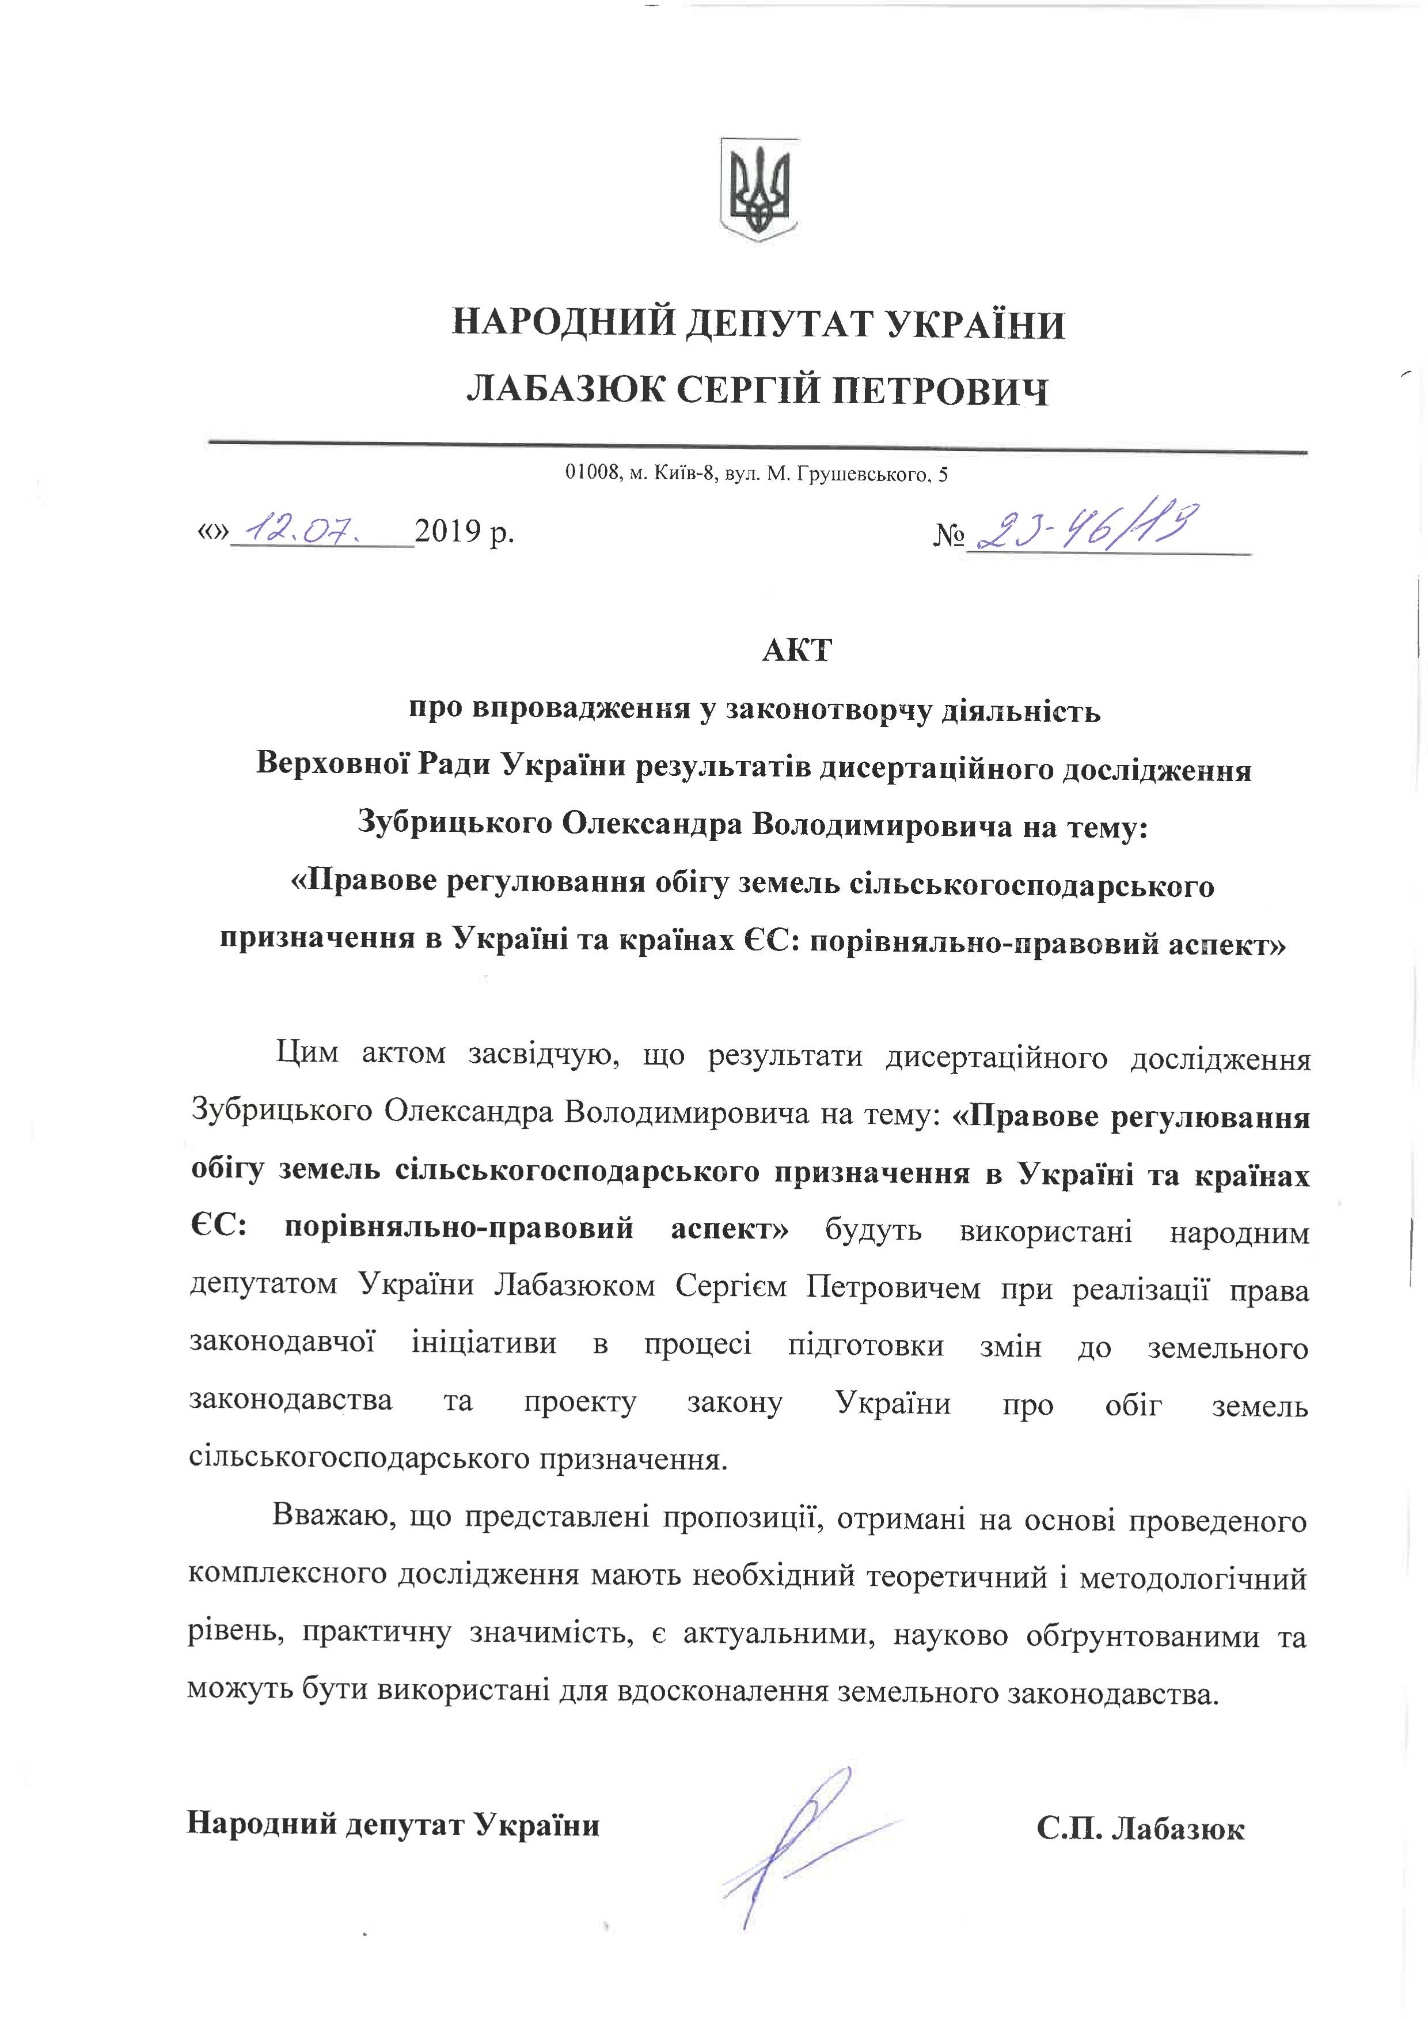 НАРОДНИЙ ДЕПУТАТ УКРАЇНИ
ЛАБАЗЮК СЕРГІЙ ПЕТРОВИЧ
01008, м. Київ-8, вул. М. Грушевського, 5
«»12.07.2019 р.
№ 23-46/19
АКТ
про впровадження у законотворчу діяльність
Верховної Ради України результатів дисертаційного дослідження
Зубрицького Олександра Володимировича на тему:
«Правове регулювання обігу земель сільськогосподарського
призначення в Україні та країнах ЄС: порівняльно-правовий аспект»
Цим актом засвідчую, що результати дисертаційного дослідження
Зубрицького Олександра Володимировича на тему: «Правове регулювання
обігу земель сільськогосподарського призначення в Україні та країнах
ЄС: порівняльно-правовий аспект» будуть використані народним
депутатом України Лабазюком Сергієм Петровичем при реалізації права
законодавчої ініціативи в процесі підготовки змін до земельного
законодавства та проекту закону України про обіг земель
сільськогосподарського призначення.
Вважаю, що представлені пропозиції, отримані на основі проведеного
комплексного дослідження мають необхідний теоретичний і методологічний
рівень, практичну значимість, є актуальними, науково обґрунтованими та
можуть бути використані для вдосконалення земельного законодавства.
Народний депутат України
С.П. Лабазюк